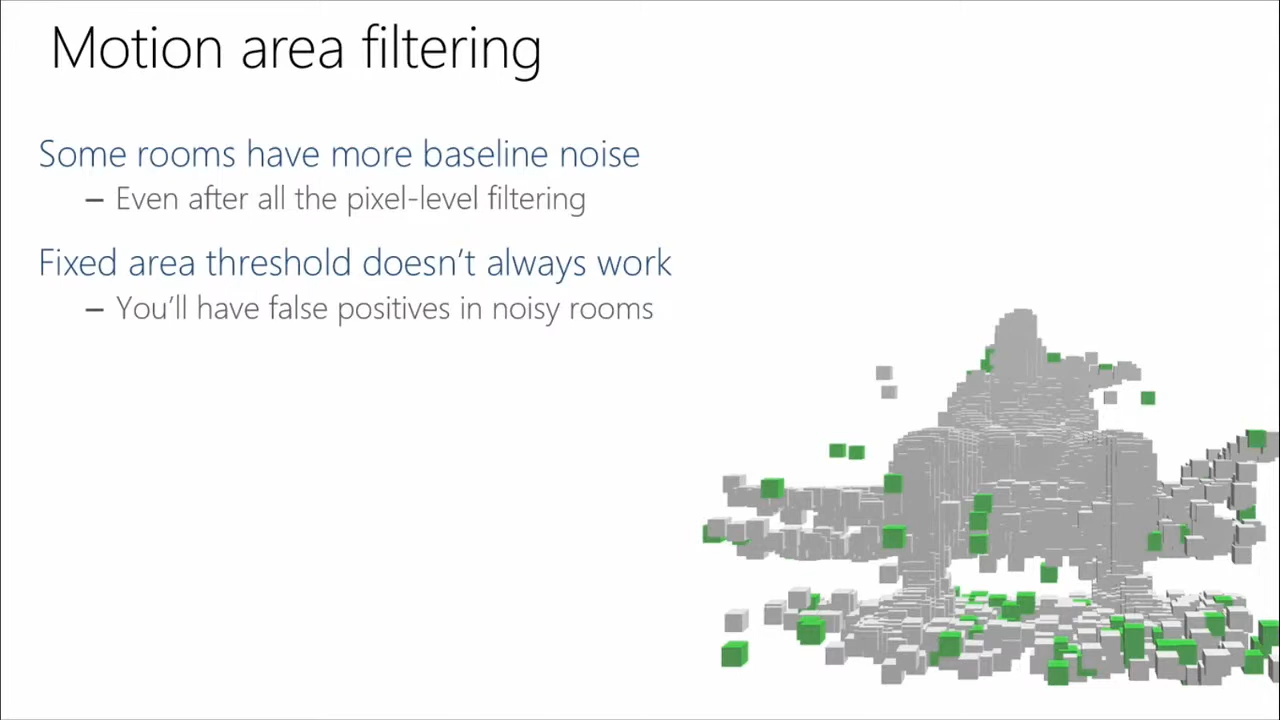 Motion area filtering
Some rooms have more baseline noise
– Even after all the pixel-level filtering
Fixed area threshold doesn’t always work
– You’ll have false positives in noisy rooms